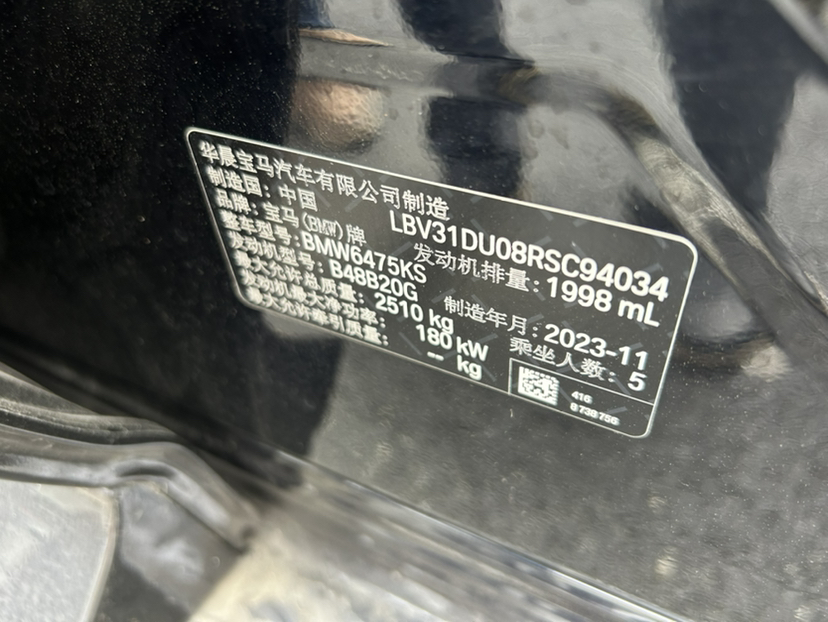 华晨宝马汽车有限公司制造
制造国：中国 LBV31DU08RSC94034
品牌：宝马(BMW)牌 发动机排量：1998 mL
整车型号：BMW6475KS
发动机型号：B48B20G 制造年月：2023-11
最大允许总质量：2510 kg 乘坐人数：5
发动机最大净功率：180 kW
最大允许牵引质量：-- kg
416
8 738 756